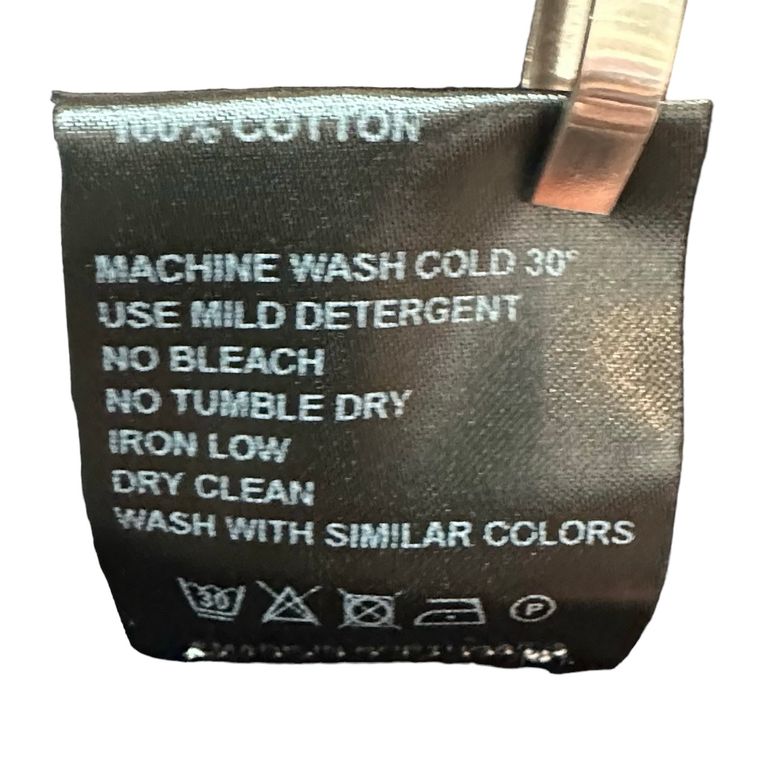 100% COTTON
MACHINE WASH COLD 30°
USE MILD DETERGENT
NO BLEACH
NO TUMBLE DRY
IRON LOW
DRY CLEAN
WASH WITH SIMILAR COLORS
30 P